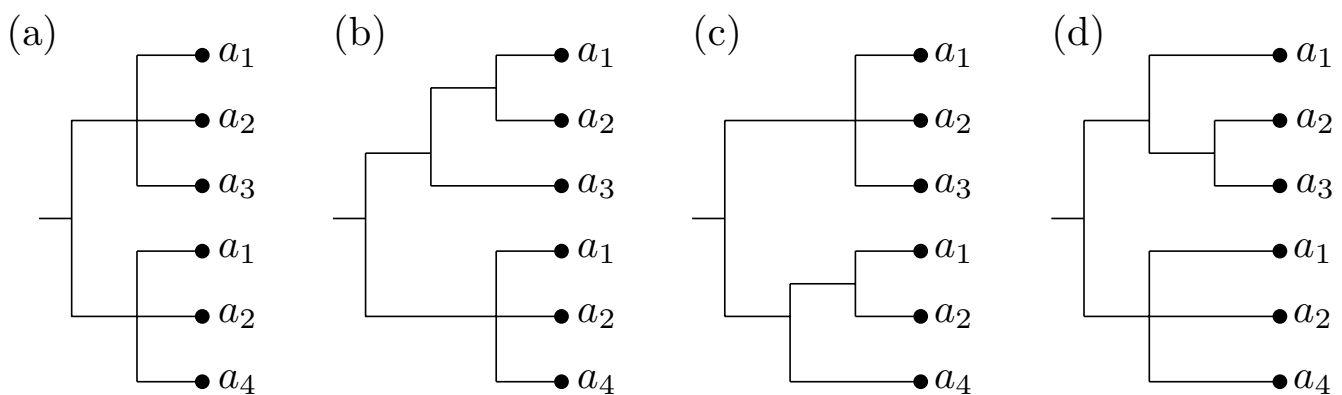 (a) (b) (c) (d)
a₁ a₁ a₁ a₁
a₂ a₂ a₂ a₂
a₃ a₃ a₃ a₃
a₁ a₁ a₁ a₁
a₂ a₂ a₂ a₂
a₄ a₄ a₄ a₄